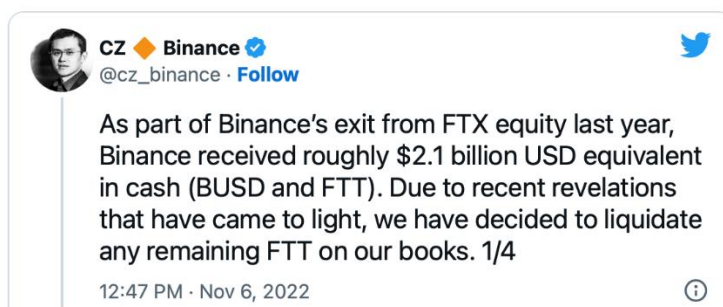 CZ 🔶 Binance
@cz_binance · Follow
As part of Binance's exit from FTX equity last year,
Binance received roughly $2.1 billion USD equivalent
in cash (BUSD and FTT). Due to recent revelations
that have came to light, we have decided to liquidate
any remaining FTT on our books. 1/4
12:47 PM · Nov 6, 2022